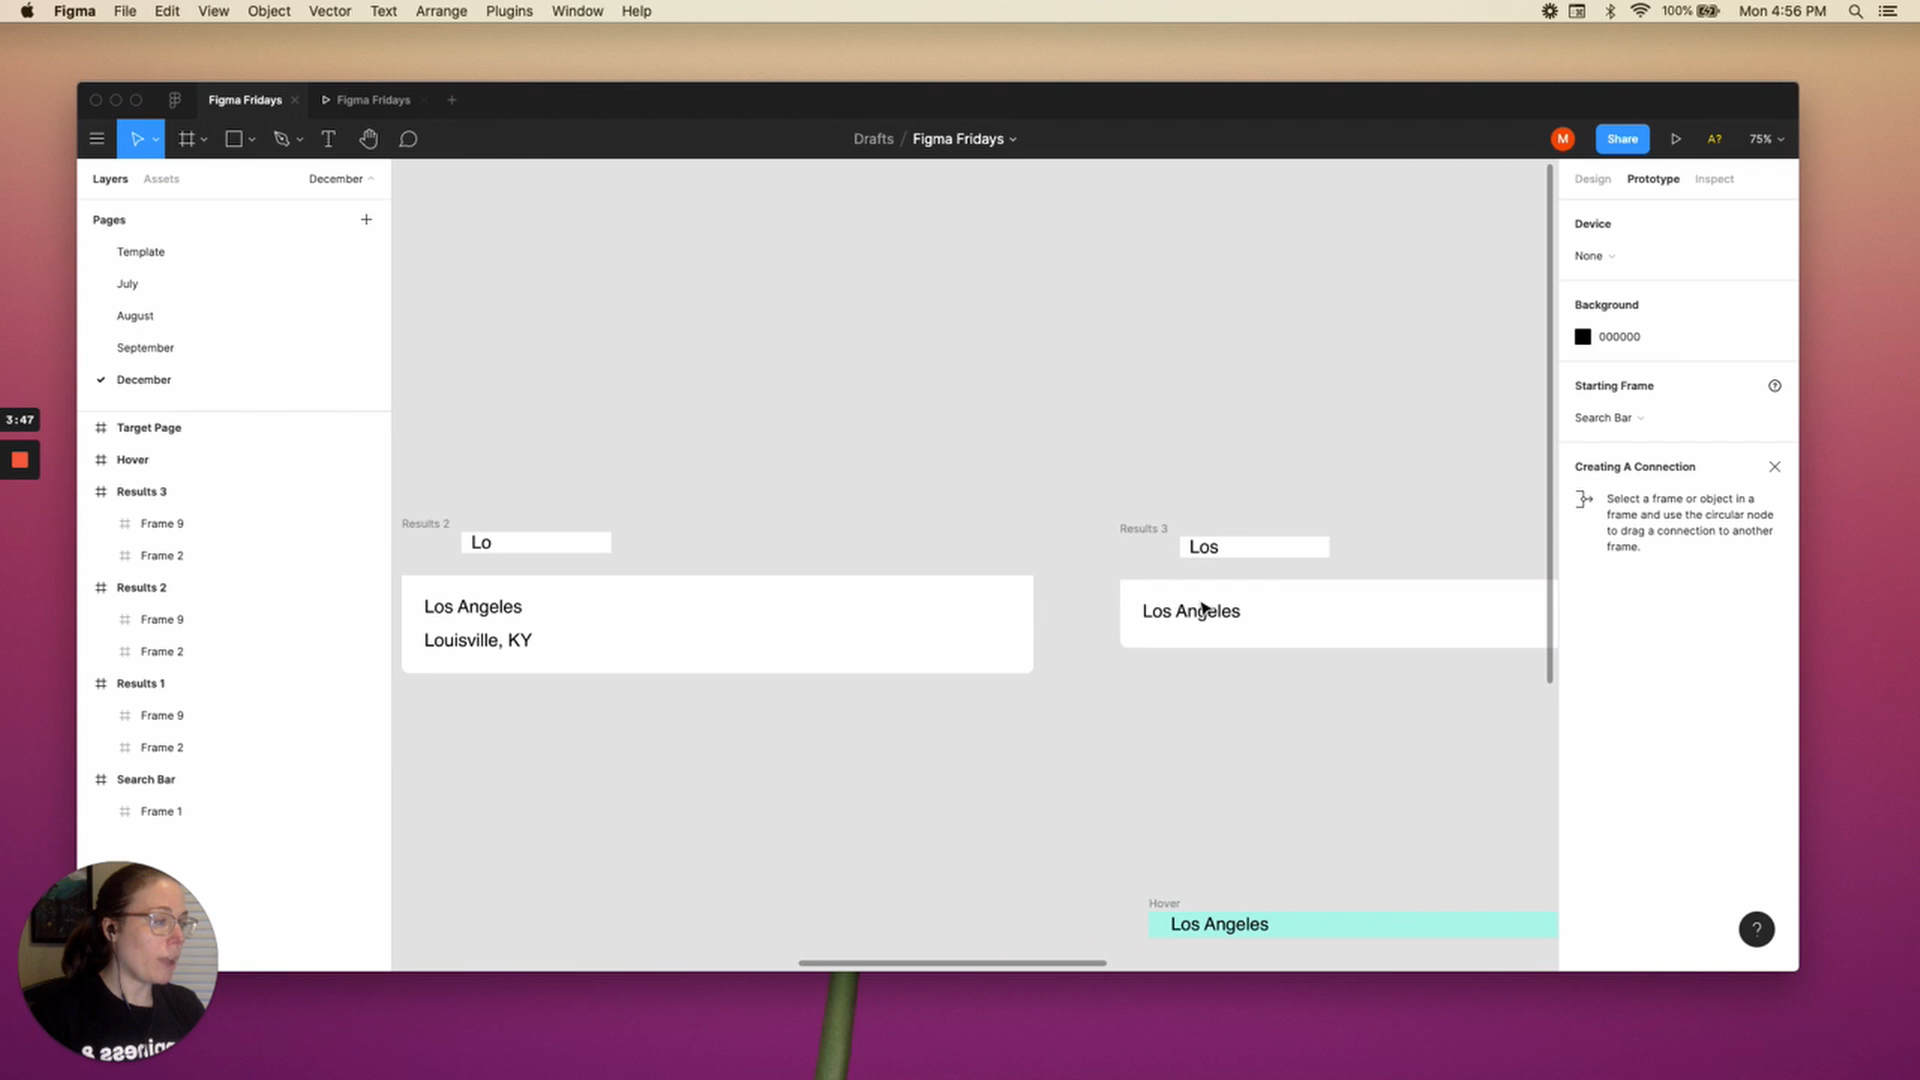 Figma File Edit View Object Vector Text Arrange Plugins Window Help
100% Mon 4:56 PM
Figma Fridays
Figma Fridays
Drafts / Figma Fridays
M
Share
A?
75%
Layers Assets December
Pages
Template
July
August
September
December
Target Page
Hover
Results 3
Frame 9
Frame 2
Results 2
Frame 9
Frame 2
Results 1
Frame 9
Frame 2
Search Bar
Frame 1
3:47
Results 2
Lo
Los Angeles
Louisville, KY
Results 3
Los
Los Angeles
Hover
Los Angeles
Design Prototype Inspect
Device
None
Background
000000
Starting Frame
Search Bar
Creating A Connection
Select a frame or object in a
frame and use the circular node
to drag a connection to another
frame.
?